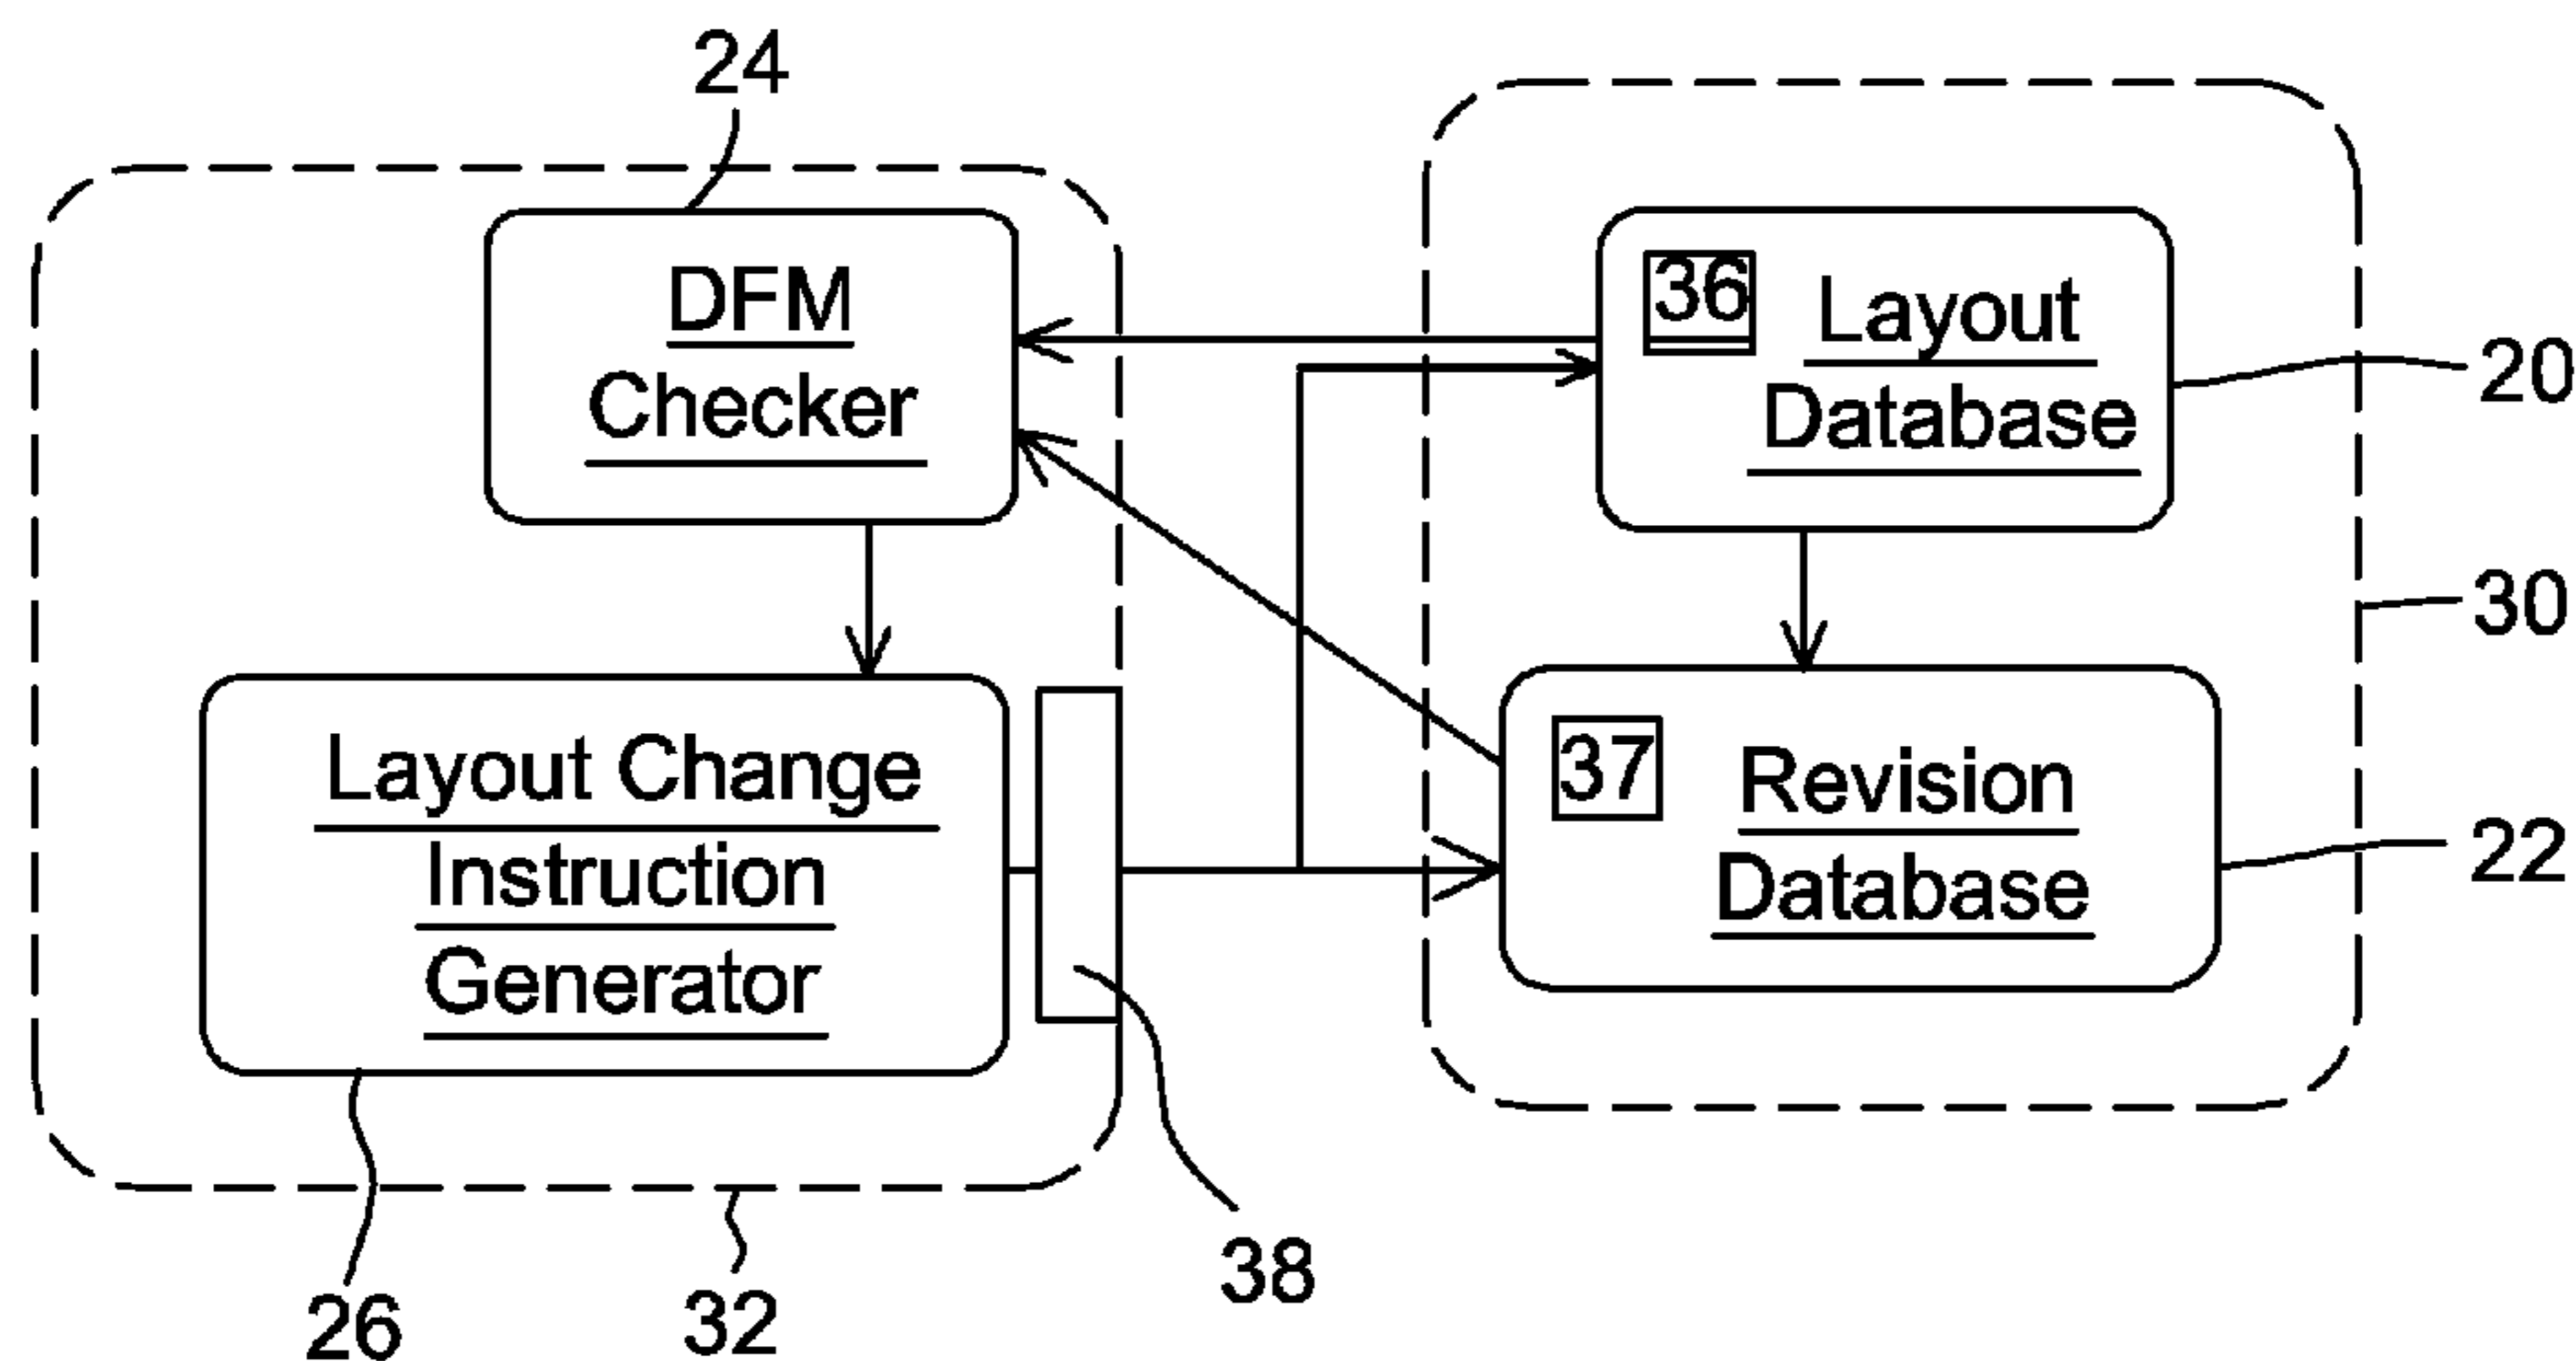 24
DFM
Checker
36
Layout
Database
20
30
Layout Change
Instruction
Generator
37
Revision
Database
22
38
26
32